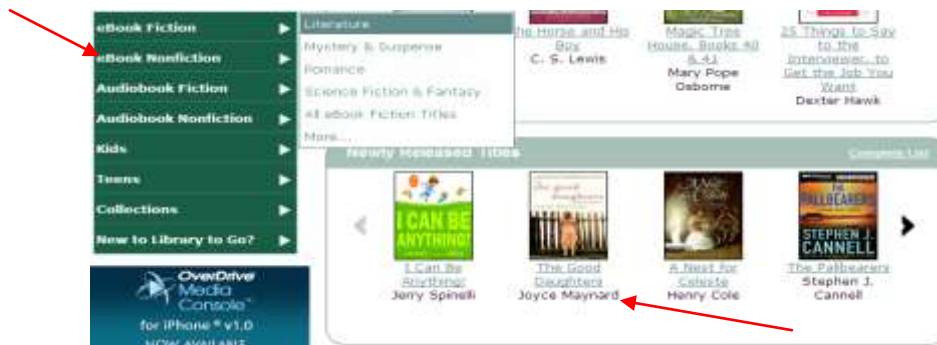 eBook Fiction
eBook Nonfiction
Audiobook Fiction
Audiobook Nonfiction
Kids
Teens
Collections
New to Library to Go?
OverDrive
Media
Console
for iPhone® v1.0
NOW AVAILABLE
Literature
Mystery & Suspense
Romance
Science Fiction & Fantasy
All eBook Fiction Titles
More...
The Horse and His
Boy
C. S. Lewis
Magic Tree
House, Books 40
& 41
Mary Pope
Osborne
25 Things to Say
to the
Interviewer, to
Get the Job You
Want
Dexter Hawk
Newly Released Titles
Complete List
I CAN BE
ANYTHING!
I Can Be
Anything!
Jerry Spinelli
the good
daughters
The Good
Daughters
Joyce Maynard
A Nest for
Celeste
Henry Cole
THE
PALLBEARERS
STEPHEN J.
CANNELL
The Pallbearers
Stephen J.
Cannell